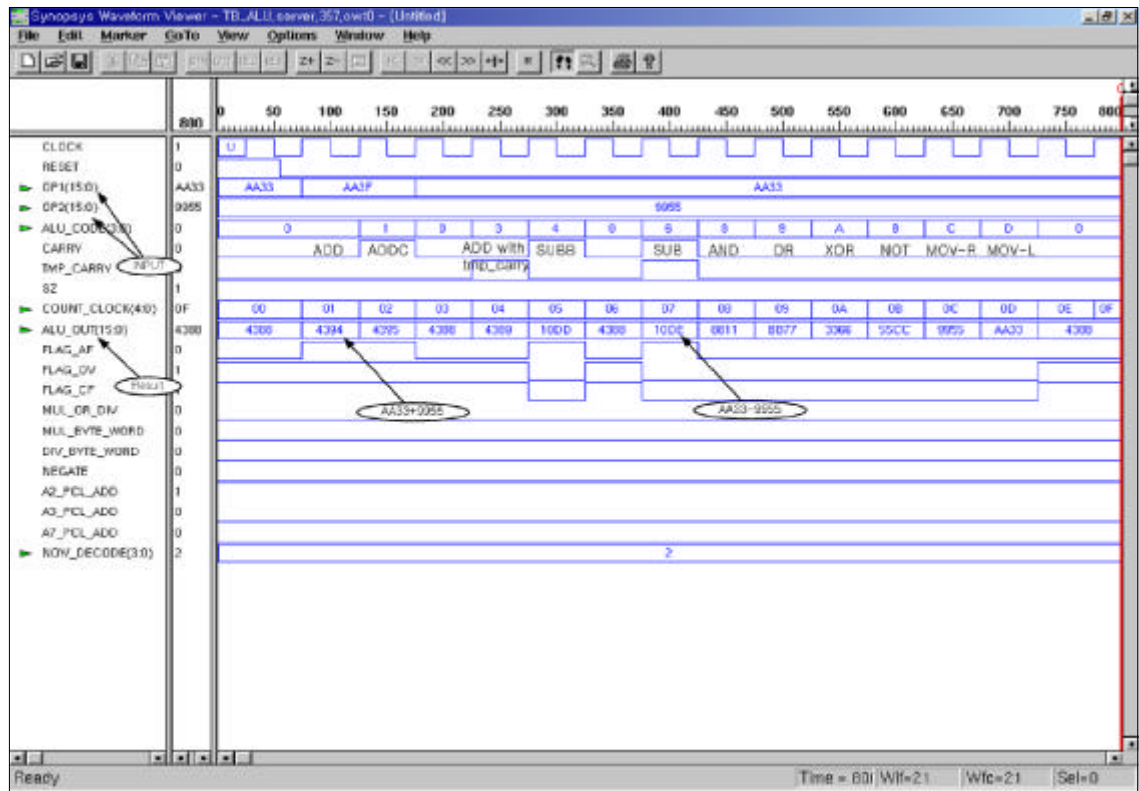 Synopsys Waveform Viewer - TB_ALU,server,357,owr:0 - (Untitled)
File Edit Marker GoTo View Options Window Help
800 0 50 100 150 200 250 300 350 400 450 500 550 600 650 700 750 800
CLOCK 1 U
RESET 0
OP1(15:0) AA33 AA33 AA3F AA33
OP2(15:0) 9955 9955
ALU_CODE(3:0) 0 0 1 3 4 0 6 8 9 A B C D 0
CARRY 0 ADD ADDC ADD with SUBB SUB AND OR XOR NOT MOV-R MOV-L
TMP_CARRY INPUT tmp_carry
SZ 1
COUNT_CLOCK(4:0) 0F 00 01 02 03 04 05 06 07 08 09 0A 0B 0C 0D 0E 0F
ALU_OUT(15:0) 4388 4388 4394 4395 4388 4389 10DD 4388 10DE 8811 BB77 3366 55CC 9955 AA33 4388
FLAG_AF 0
FLAG_OV 1
FLAG_CF Result
MUL_OR_DIV 0 AA33+9955 AA33-9955
MUL_BYTE_WORD 0
DIV_BYTE_WORD 0
NEGATE 0
A2_PCL_ADD 1
A3_PCL_ADD 0
A7_PCL_ADD 0
NOW_DECODE(3:0) 2 2
Ready Time = 80 Wlf=21 Wfc=21 Sel=0